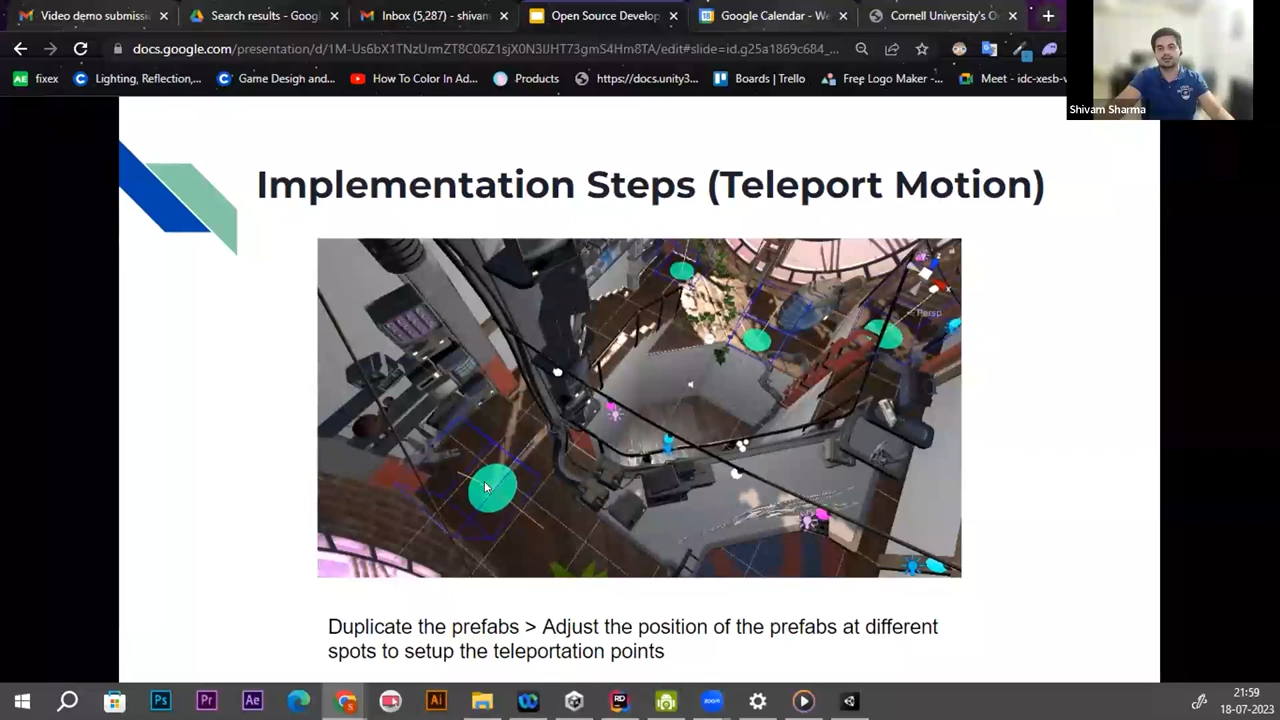 Video demo submissi
Search results - Goog
Inbox (5,287) - shivam
Open Source Develop
Google Calendar - We
Cornell University's O
docs.google.com/presentation/d/1M-Us6bX1TNzUrmZT8C06Z1sjX0N3IJHT73gmS4Hm8TA/edit#slide=id.g25a1869c684_...
fixex
Lighting, Reflection,...
Game Design and...
How To Color In Ad...
Products
https://docs.unity3...
Boards | Trello
Free Logo Maker -...
Meet - idc-xesb-v
Shivam Sharma
Implementation Steps (Teleport Motion)
Persp
Duplicate the prefabs > Adjust the position of the prefabs at different
spots to setup the teleportation points
21:59
18-07-2023